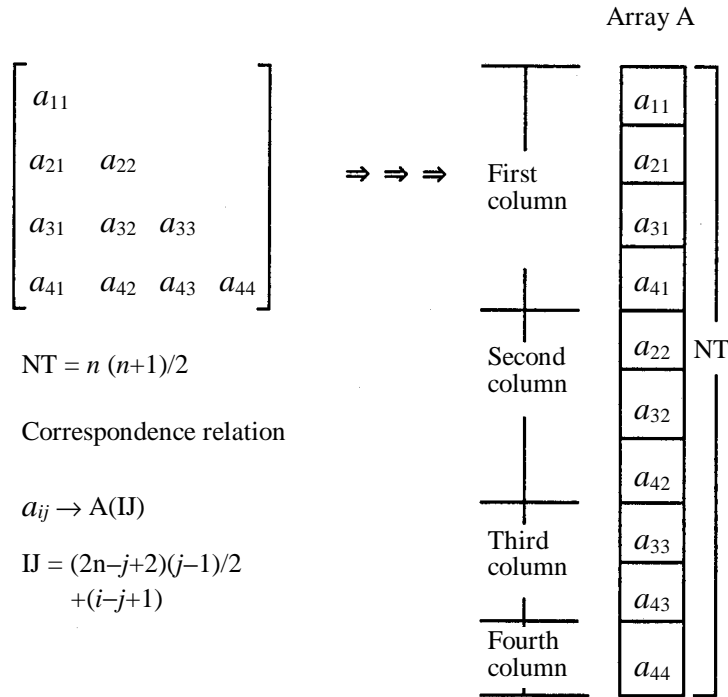 Array A
a11
a21 a22
a31 a32 a33
a41 a42 a43 a44
⇒ ⇒ ⇒
NT = n (n+1)/2
Correspondence relation
aij → A(IJ)
IJ = (2n–j+2)(j–1)/2
+(i–j+1)
First
column
Second
column
Third
column
Fourth
column
a11
a21
a31
a41
a22
a32
a42
a33
a43
a44
NT